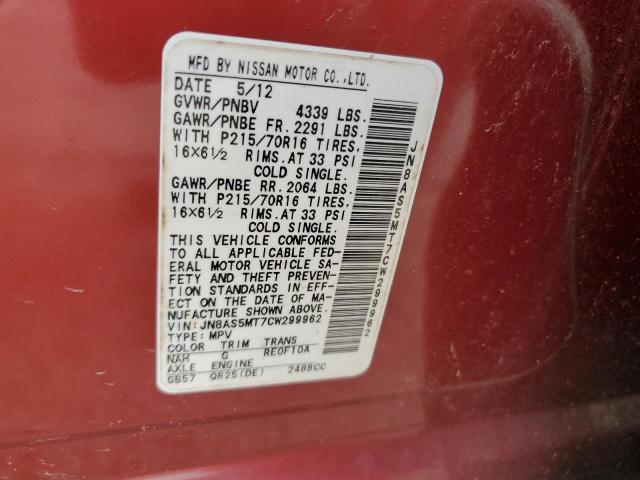 MFD BY NISSAN MOTOR CO.,LTD.
DATE 5/12
GVWR/PNBV 4339 LBS.
GAWR/PNBE FR. 2291 LBS.
WITH P215/70R16 TIRES,
16X6½ RIMS.AT 33 PSI
COLD SINGLE.
GAWR/PNBE RR. 2064 LBS.
WITH P215/70R16 TIRES,
16X6½ RIMS.AT 33 PSI
COLD SINGLE.
THIS VEHICLE CONFORMS
TO ALL APPLICABLE FED-
ERAL MOTOR VEHICLE SA-
FETY AND THEFT PREVEN-
TION STANDARDS IN EFF-
ECT ON THE DATE OF MA-
NUFACTURE SHOWN ABOVE.
VIN: JN8AS5MT7CW299962
TYPE: MPV
COLOR TRIM TRANS
NAH G RE0F10A
AXLE ENGINE
GB57 QR25(DE) 2488CC
JN8AS5MT7CW299962